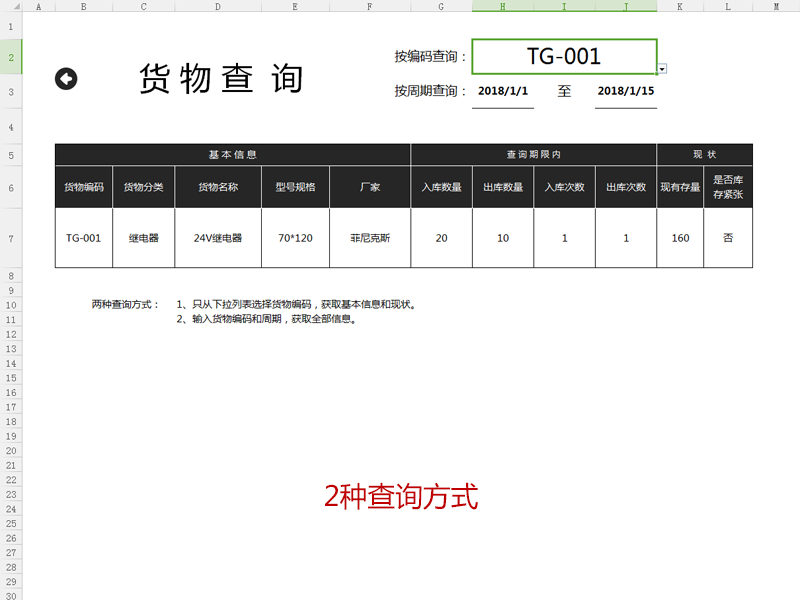 A B C D E F G H I J K L M
1
2
3
4
5
6
7
8
9
10
11
12
13
14
15
16
17
18
19
20
21
22
23
24
25
26
27
28
29
30
货物查 询
按编码查询： TG-001
按周期查询： 2018/1/1 至 2018/1/15
基本信息 查询期限内 现 状
货物编码 货物分类 货物名称 型号规格 厂家 入库数量 出库数量 入库次数 出库次数 现有存量 是否库
存紧张
TG-001 继电器 24V继电器 70*120 菲尼克斯 20 10 1 1 160 否
两种查询方式： 1、只从下拉列表选择货物编码，获取基本信息和现状。
2、输入货物编码和周期，获取全部信息。
2种查询方式